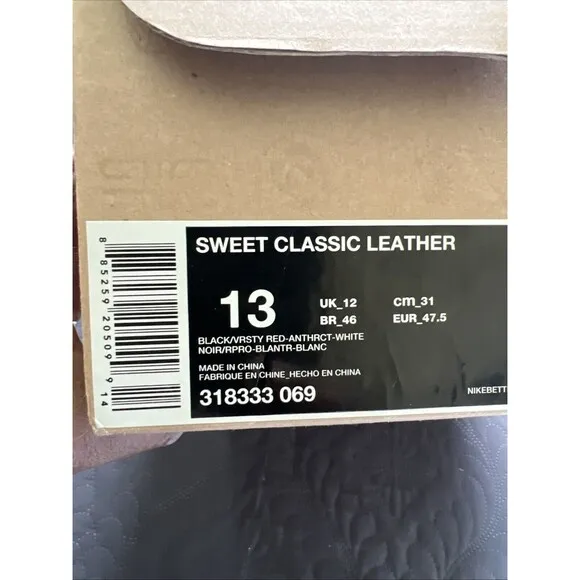 SWEET CLASSIC LEATHER
13
UK_12 cm_31
BR_46 EUR_47.5
BLACK/VRSTY RED-ANTHRCT-WHITE
NOIR/RPRO-BLANTR-BLANC
MADE IN CHINA
FABRIQUE EN CHINE_HECHO EN CHINA
318333 069
NIKEBETT
8 85259 20509 9 14